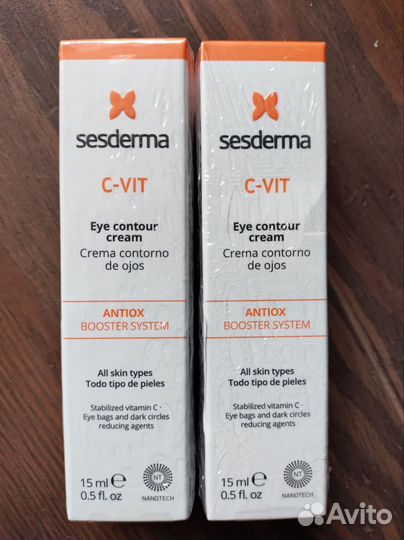 sesderma
C-VIT
Eye contour
cream
Crema contorno
de ojos
ANTIOX
BOOSTER SYSTEM
All skin types
Todo tipo de pieles
Stabilized vitamin C ·
Eye bags and dark circles
reducing agents
15 ml ℮
0.5 fl. oz
NT
NANOTECH
sesderma
C-VIT
Eye contour
cream
Crema contorno
de ojos
ANTIOX
BOOSTER SYSTEM
All skin types
Todo tipo de pieles
Stabilized vitamin C ·
Eye bags and dark circles
reducing agents
15 ml ℮
0.5 fl. oz
NT
NANOTECH
Avito